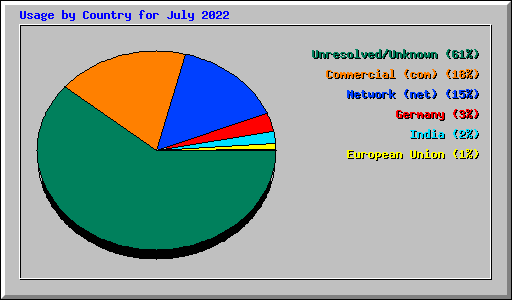 Usage by Country for July 2022
Unresolved/Unknown (61%)
Commercial (com) (18%)
Network (net) (15%)
Germany (3%)
India (2%)
European Union (1%)